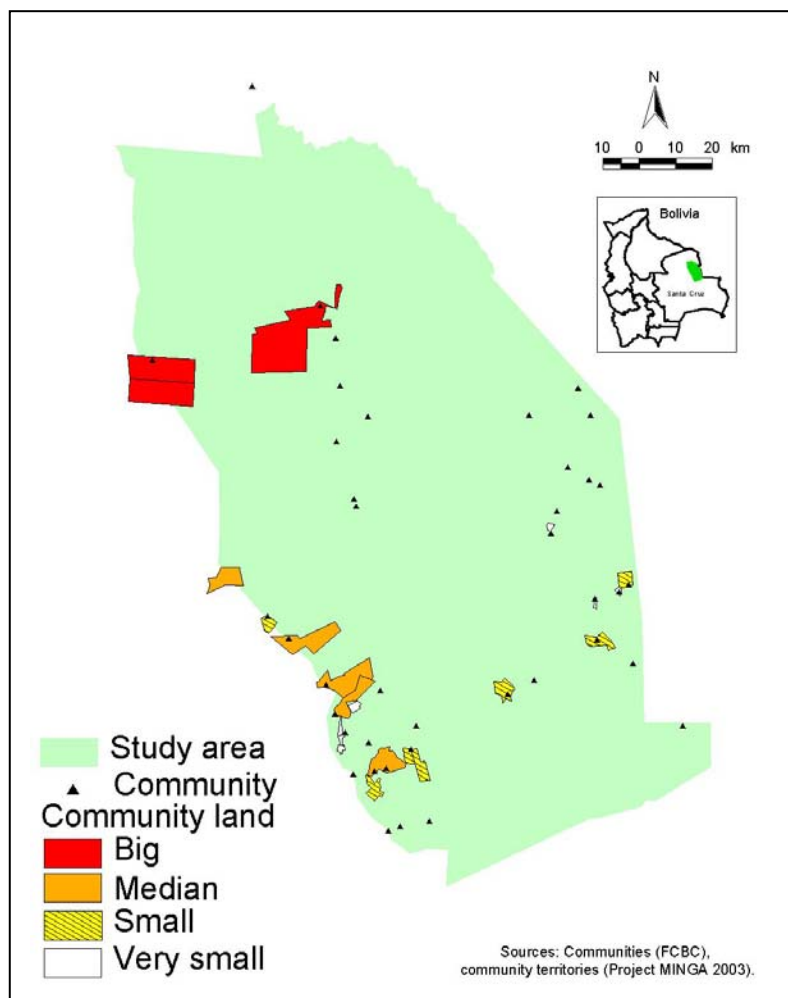 N
10 0 10 20 km
Bolivia
Santa Cruz
Study area
Community
Community land
Big
Median
Small
Very small
Sources: Communities (FCBC),
community territories (Project MINGA 2003).